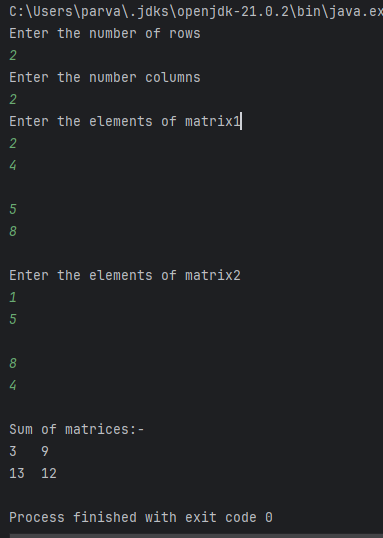 C:\Users\parva\.jdks\openjdk-21.0.2\bin\java.ex
Enter the number of rows
2
Enter the number columns
2
Enter the elements of matrix1
2
4
5
8
Enter the elements of matrix2
1
5
8
4
Sum of matrices:-
3 9
13 12
Process finished with exit code 0